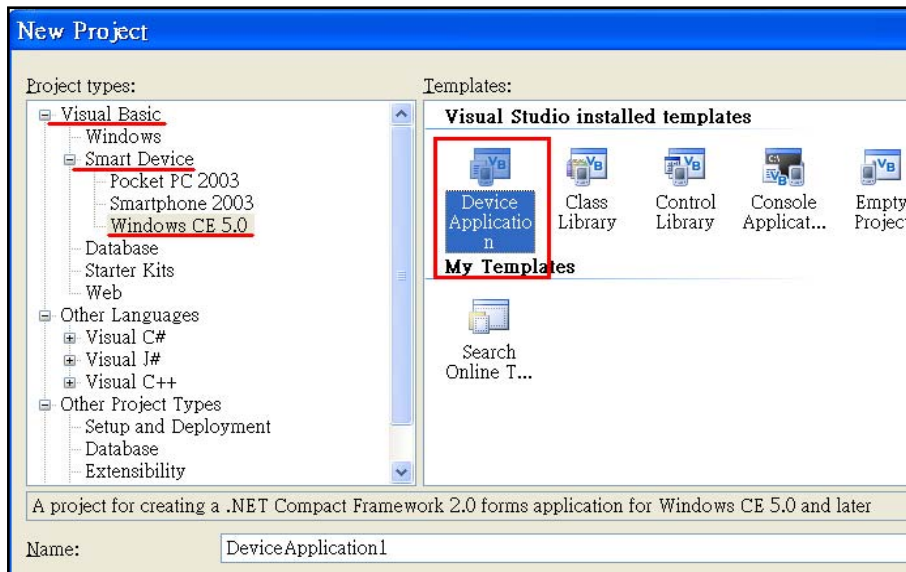 New Project
Project types:
Visual Basic
Windows
Smart Device
Pocket PC 2003
Smartphone 2003
Windows CE 5.0
Database
Starter Kits
Web
Other Languages
Visual C#
Visual J#
Visual C++
Other Project Types
Setup and Deployment
Database
Extensibility
Templates:
Visual Studio installed templates
Device
Applicatio
n
Class
Library
Control
Library
Console
Applicat...
Empty
Project
My Templates
Search
Online T...
A project for creating a .NET Compact Framework 2.0 forms application for Windows CE 5.0 and later
Name:
DeviceApplication1